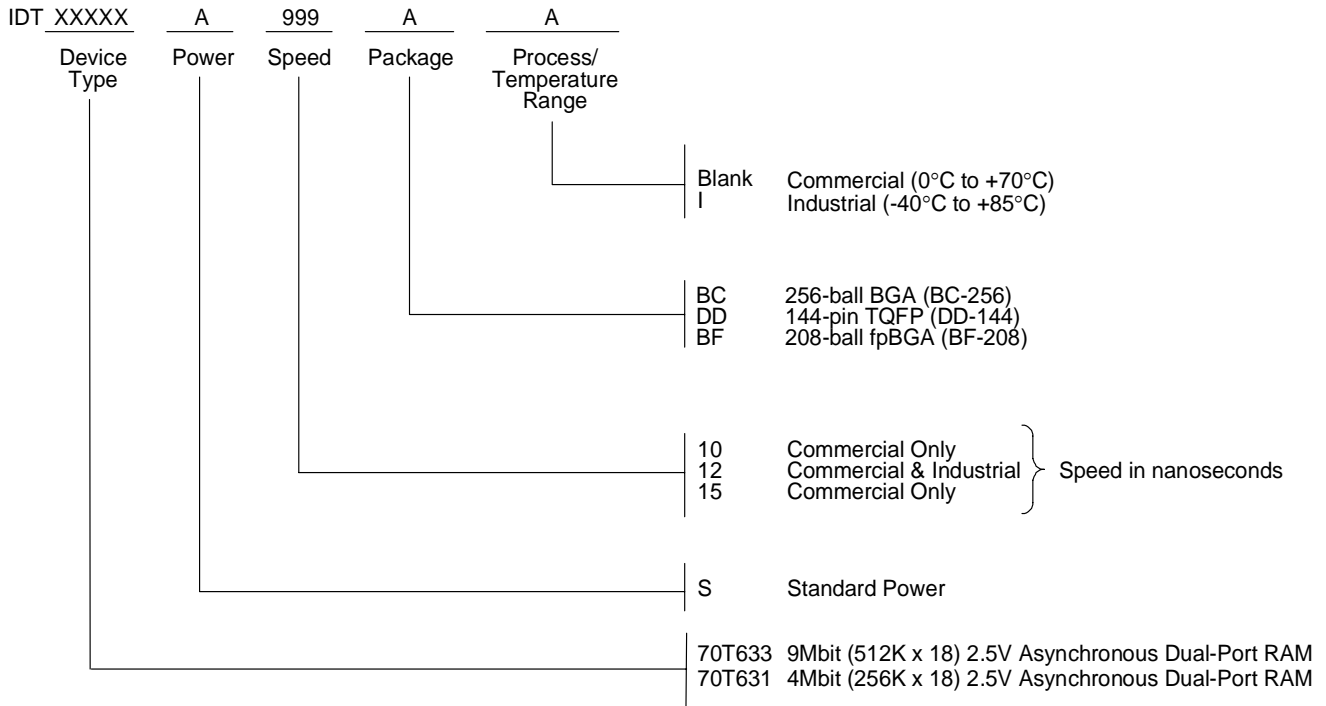 IDT XXXXX A 999 A A
Device Type Power Speed Package Process/ Temperature Range
Blank Commercial (0°C to +70°C)
I Industrial (-40°C to +85°C)
BC 256-ball BGA (BC-256)
DD 144-pin TQFP (DD-144)
BF 208-ball fpBGA (BF-208)
10 Commercial Only
12 Commercial & Industrial Speed in nanoseconds
15 Commercial Only
S Standard Power
70T633 9Mbit (512K x 18) 2.5V Asynchronous Dual-Port RAM
70T631 4Mbit (256K x 18) 2.5V Asynchronous Dual-Port RAM